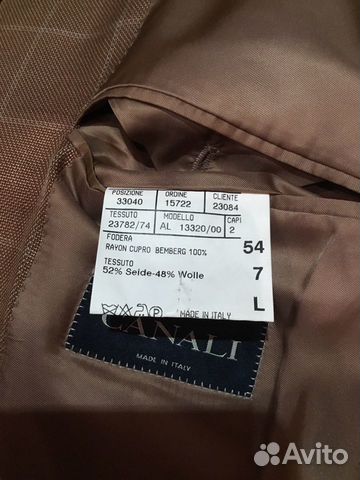 POSIZIONE ORDINE CLIENTE
33040 15722 23084
TESSUTO MODELLO CAPI
23782/74 AL 13320/00 2
FODERA
RAYON CUPRO BEMBERG 100% 54
TESSUTO 7
52% Seide-48% Wolle
L
MADE IN ITALY
CANALI
MADE IN ITALY
Avito